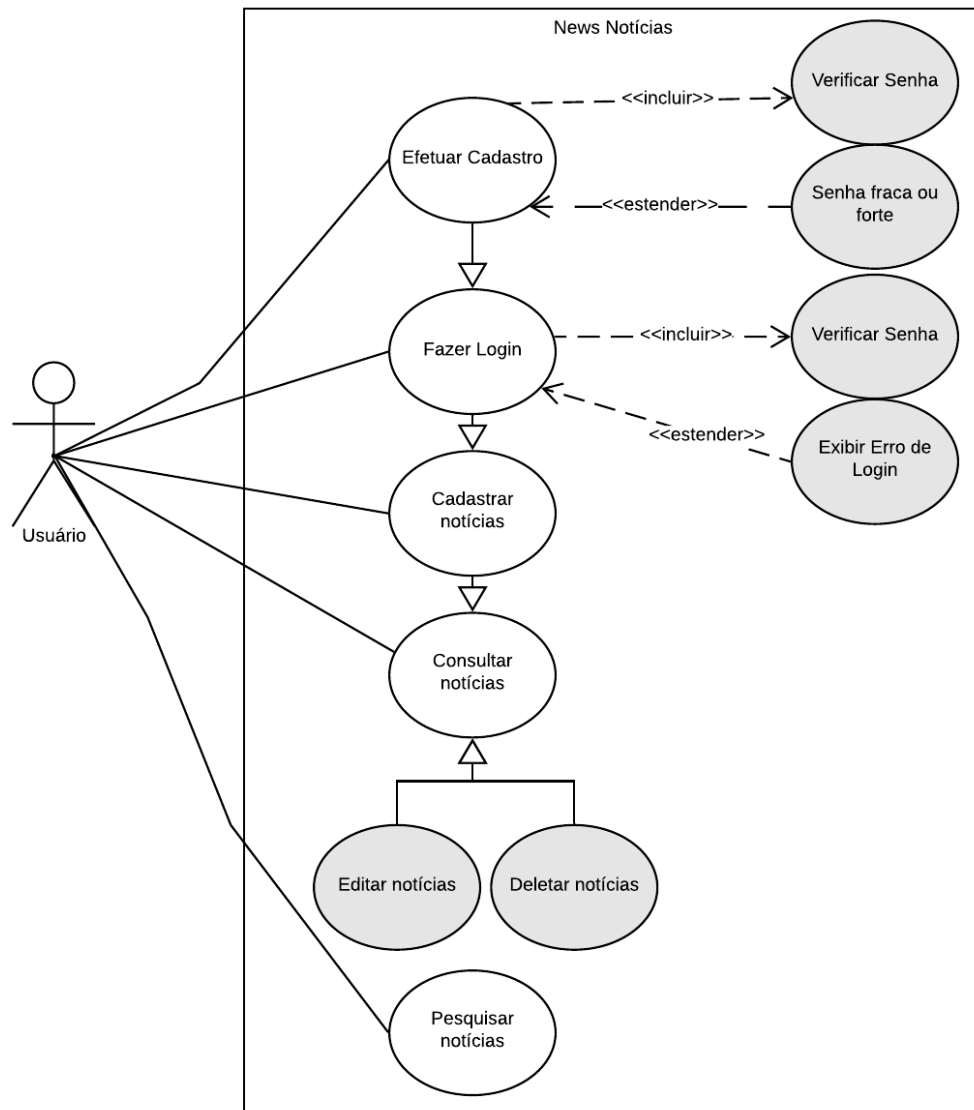 News Notícias
Verificar Senha
<<incluir>>
Efetuar Cadastro
Senha fraca ou
forte
<<estender>>
Verificar Senha
<<incluir>>
Fazer Login
<<estender>>
Exibir Erro de
Login
Cadastrar
notícias
Usuário
Consultar
notícias
Editar notícias
Deletar notícias
Pesquisar
notícias